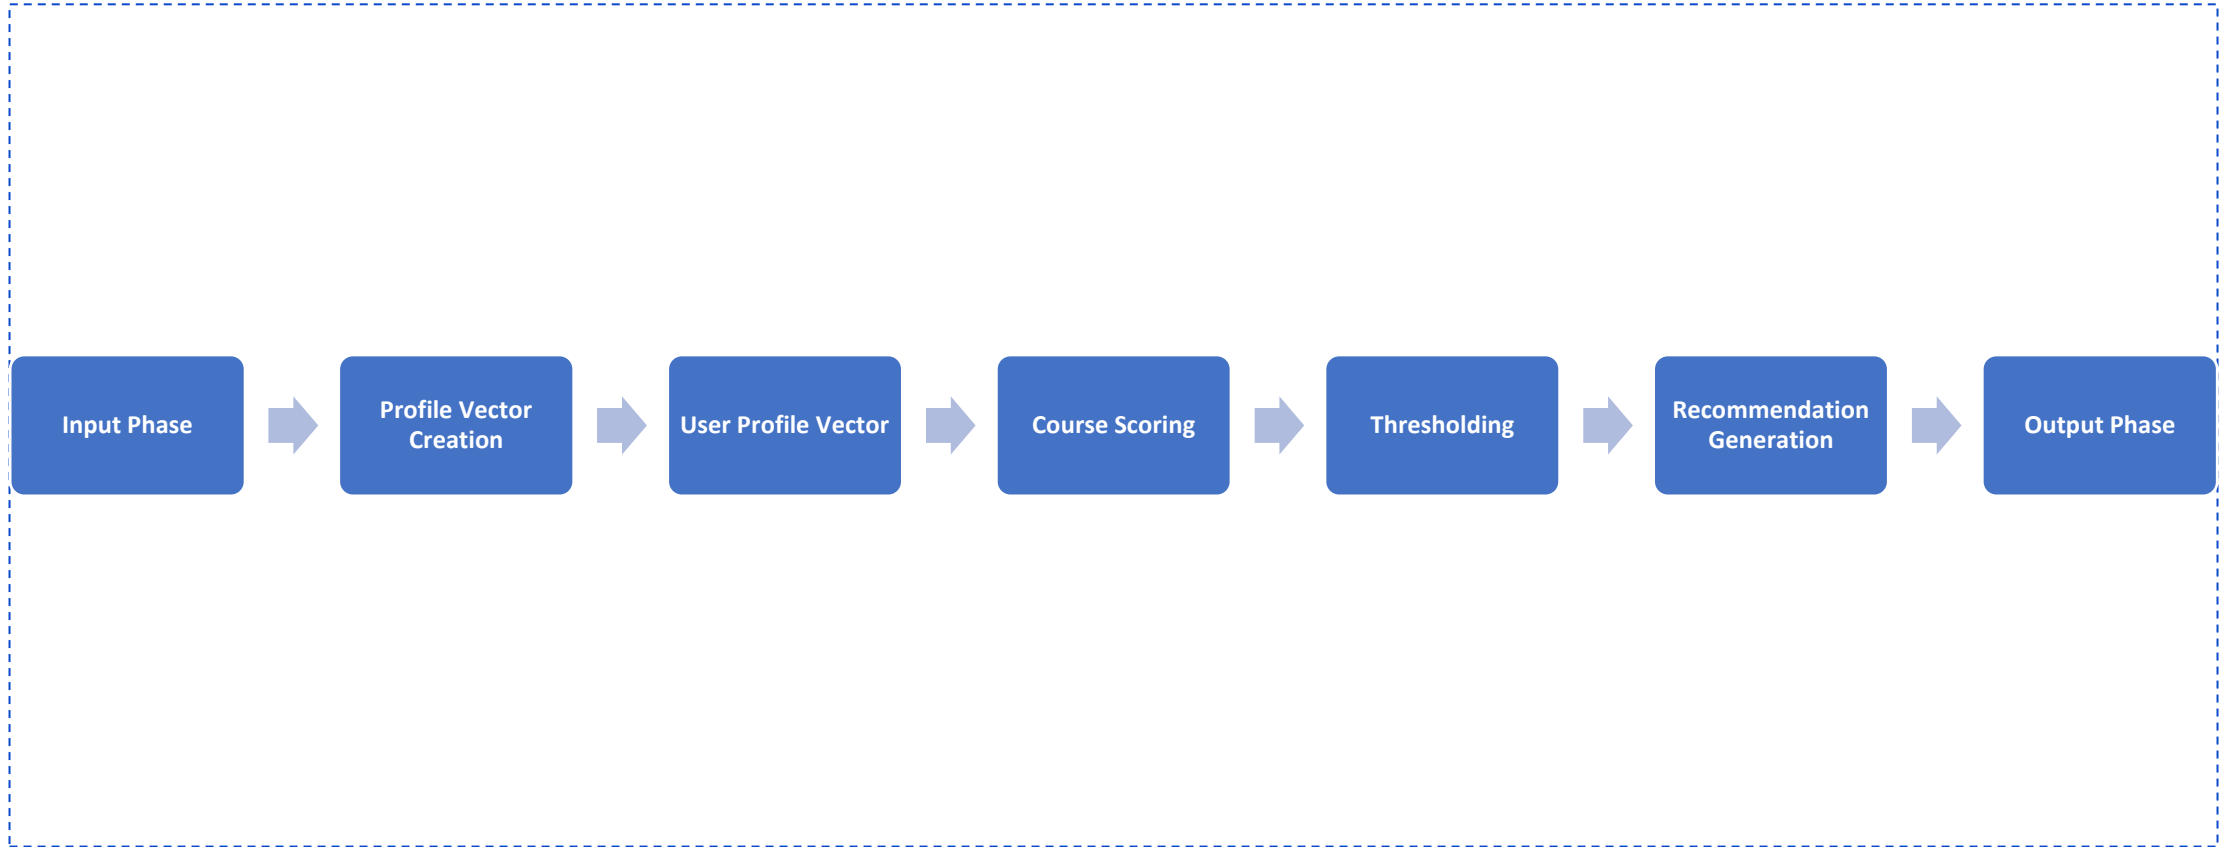 Input Phase
Profile Vector
Creation
User Profile Vector
Course Scoring
Thresholding
Recommendation
Generation
Output Phase